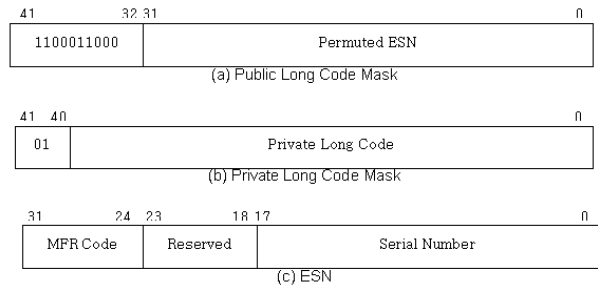 41 32 31 0
1100011000 Permuted ESN
(a) Public Long Code Mask
41 40 0
01 Private Long Code
(b) Private Long Code Mask
31 24 23 18 17 0
MFR Code Reserved Serial Number
(c) ESN